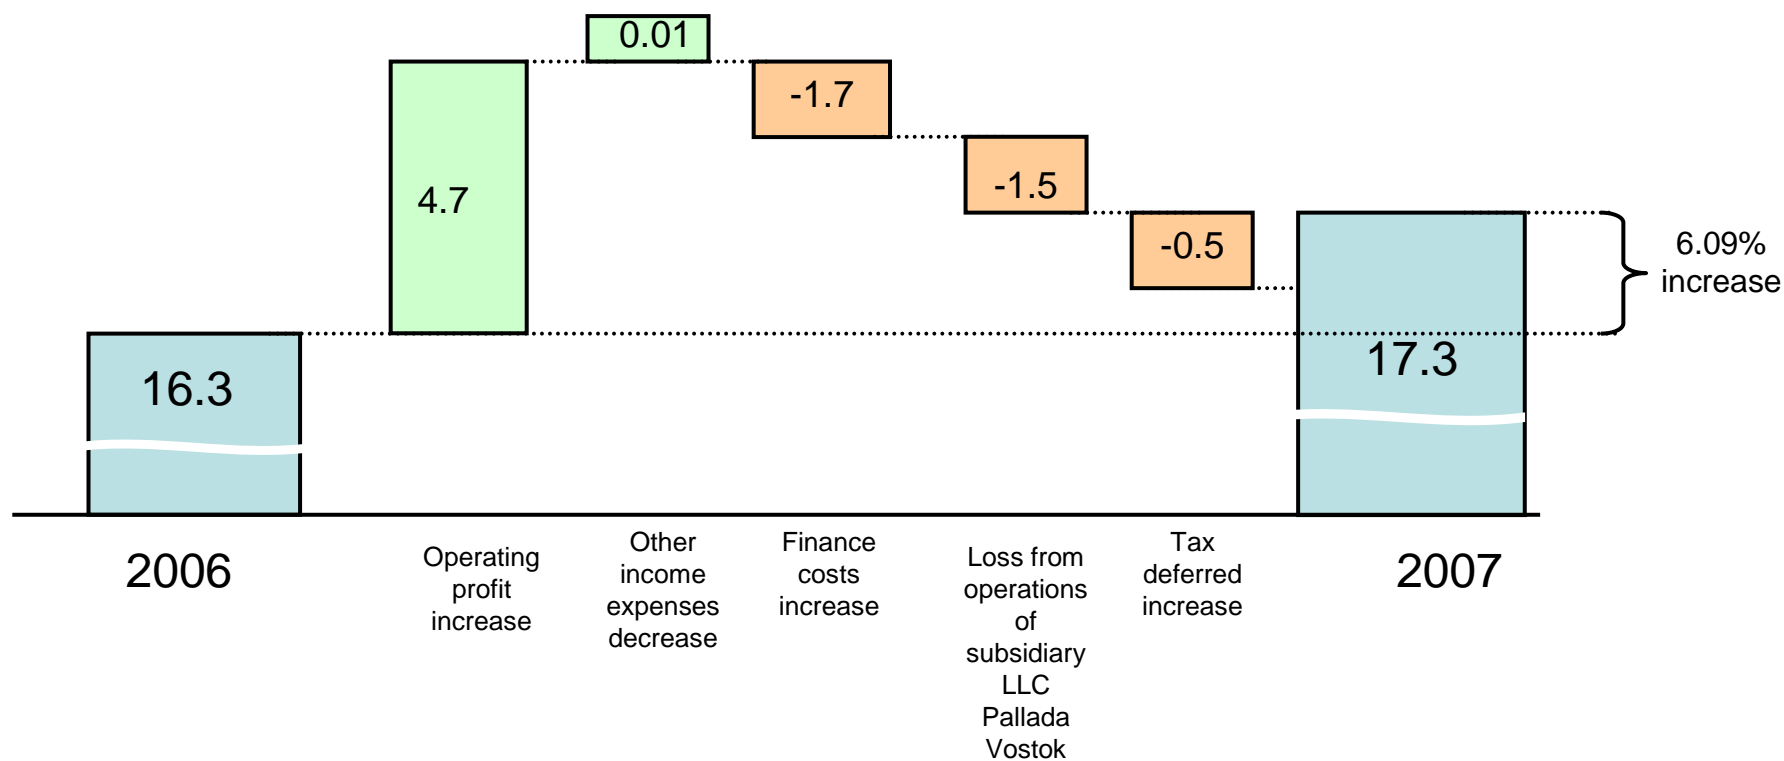 0.01
4.7
-1.7
-1.5
-0.5
6.09%
increase
16.3
17.3
2006
Operating
profit
increase
Other
income
expenses
decrease
Finance
costs
increase
Loss from
operations
of
subsidiary
LLC
Pallada
Vostok
Tax
deferred
increase
2007